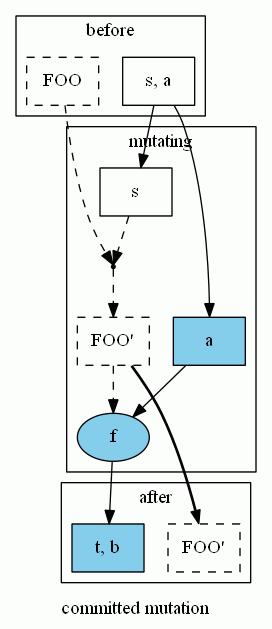 before
FOO
s, a
mutating
s
FOO'
a
f
after
t, b
FOO'
committed mutation